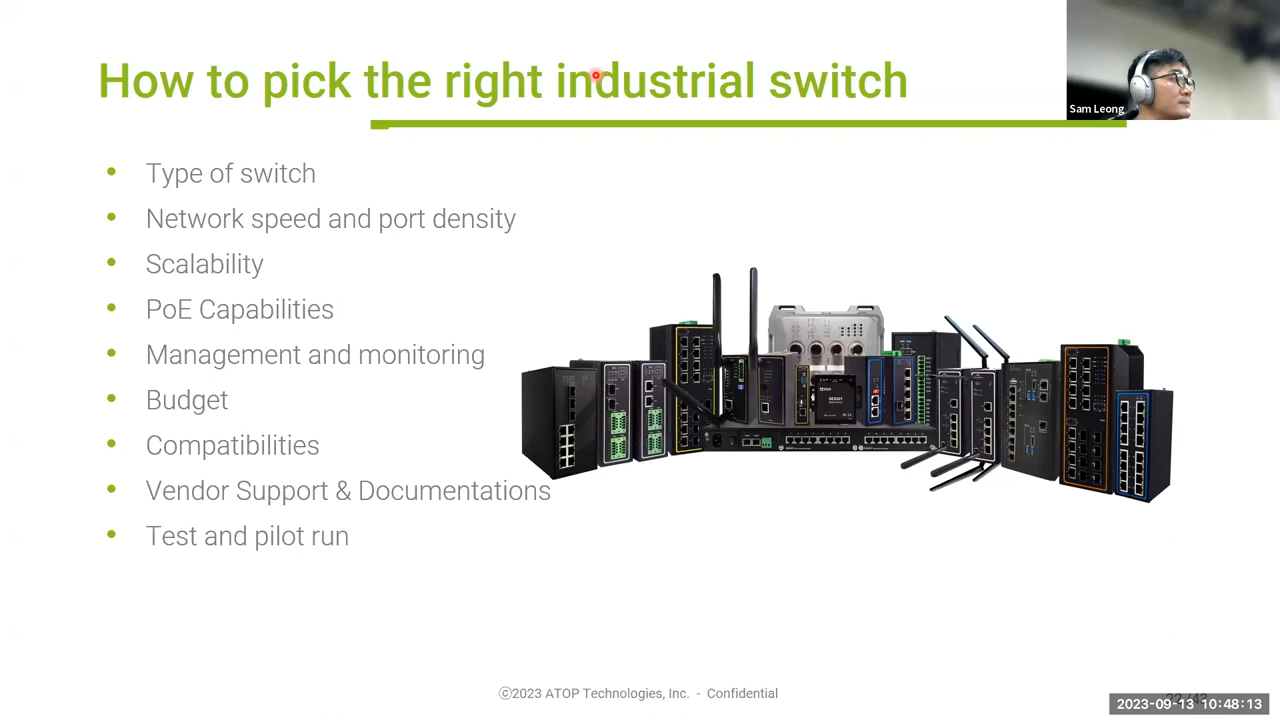 How to pick the right industrial switch
Sam Leong
• Type of switch
• Network speed and port density
• Scalability
• PoE Capabilities
• Management and monitoring
• Budget
• Compatibilities
• Vendor Support & Documentations
• Test and pilot run
©2023 ATOP Technologies, Inc. - Confidential
2023-09-13 10:48:13